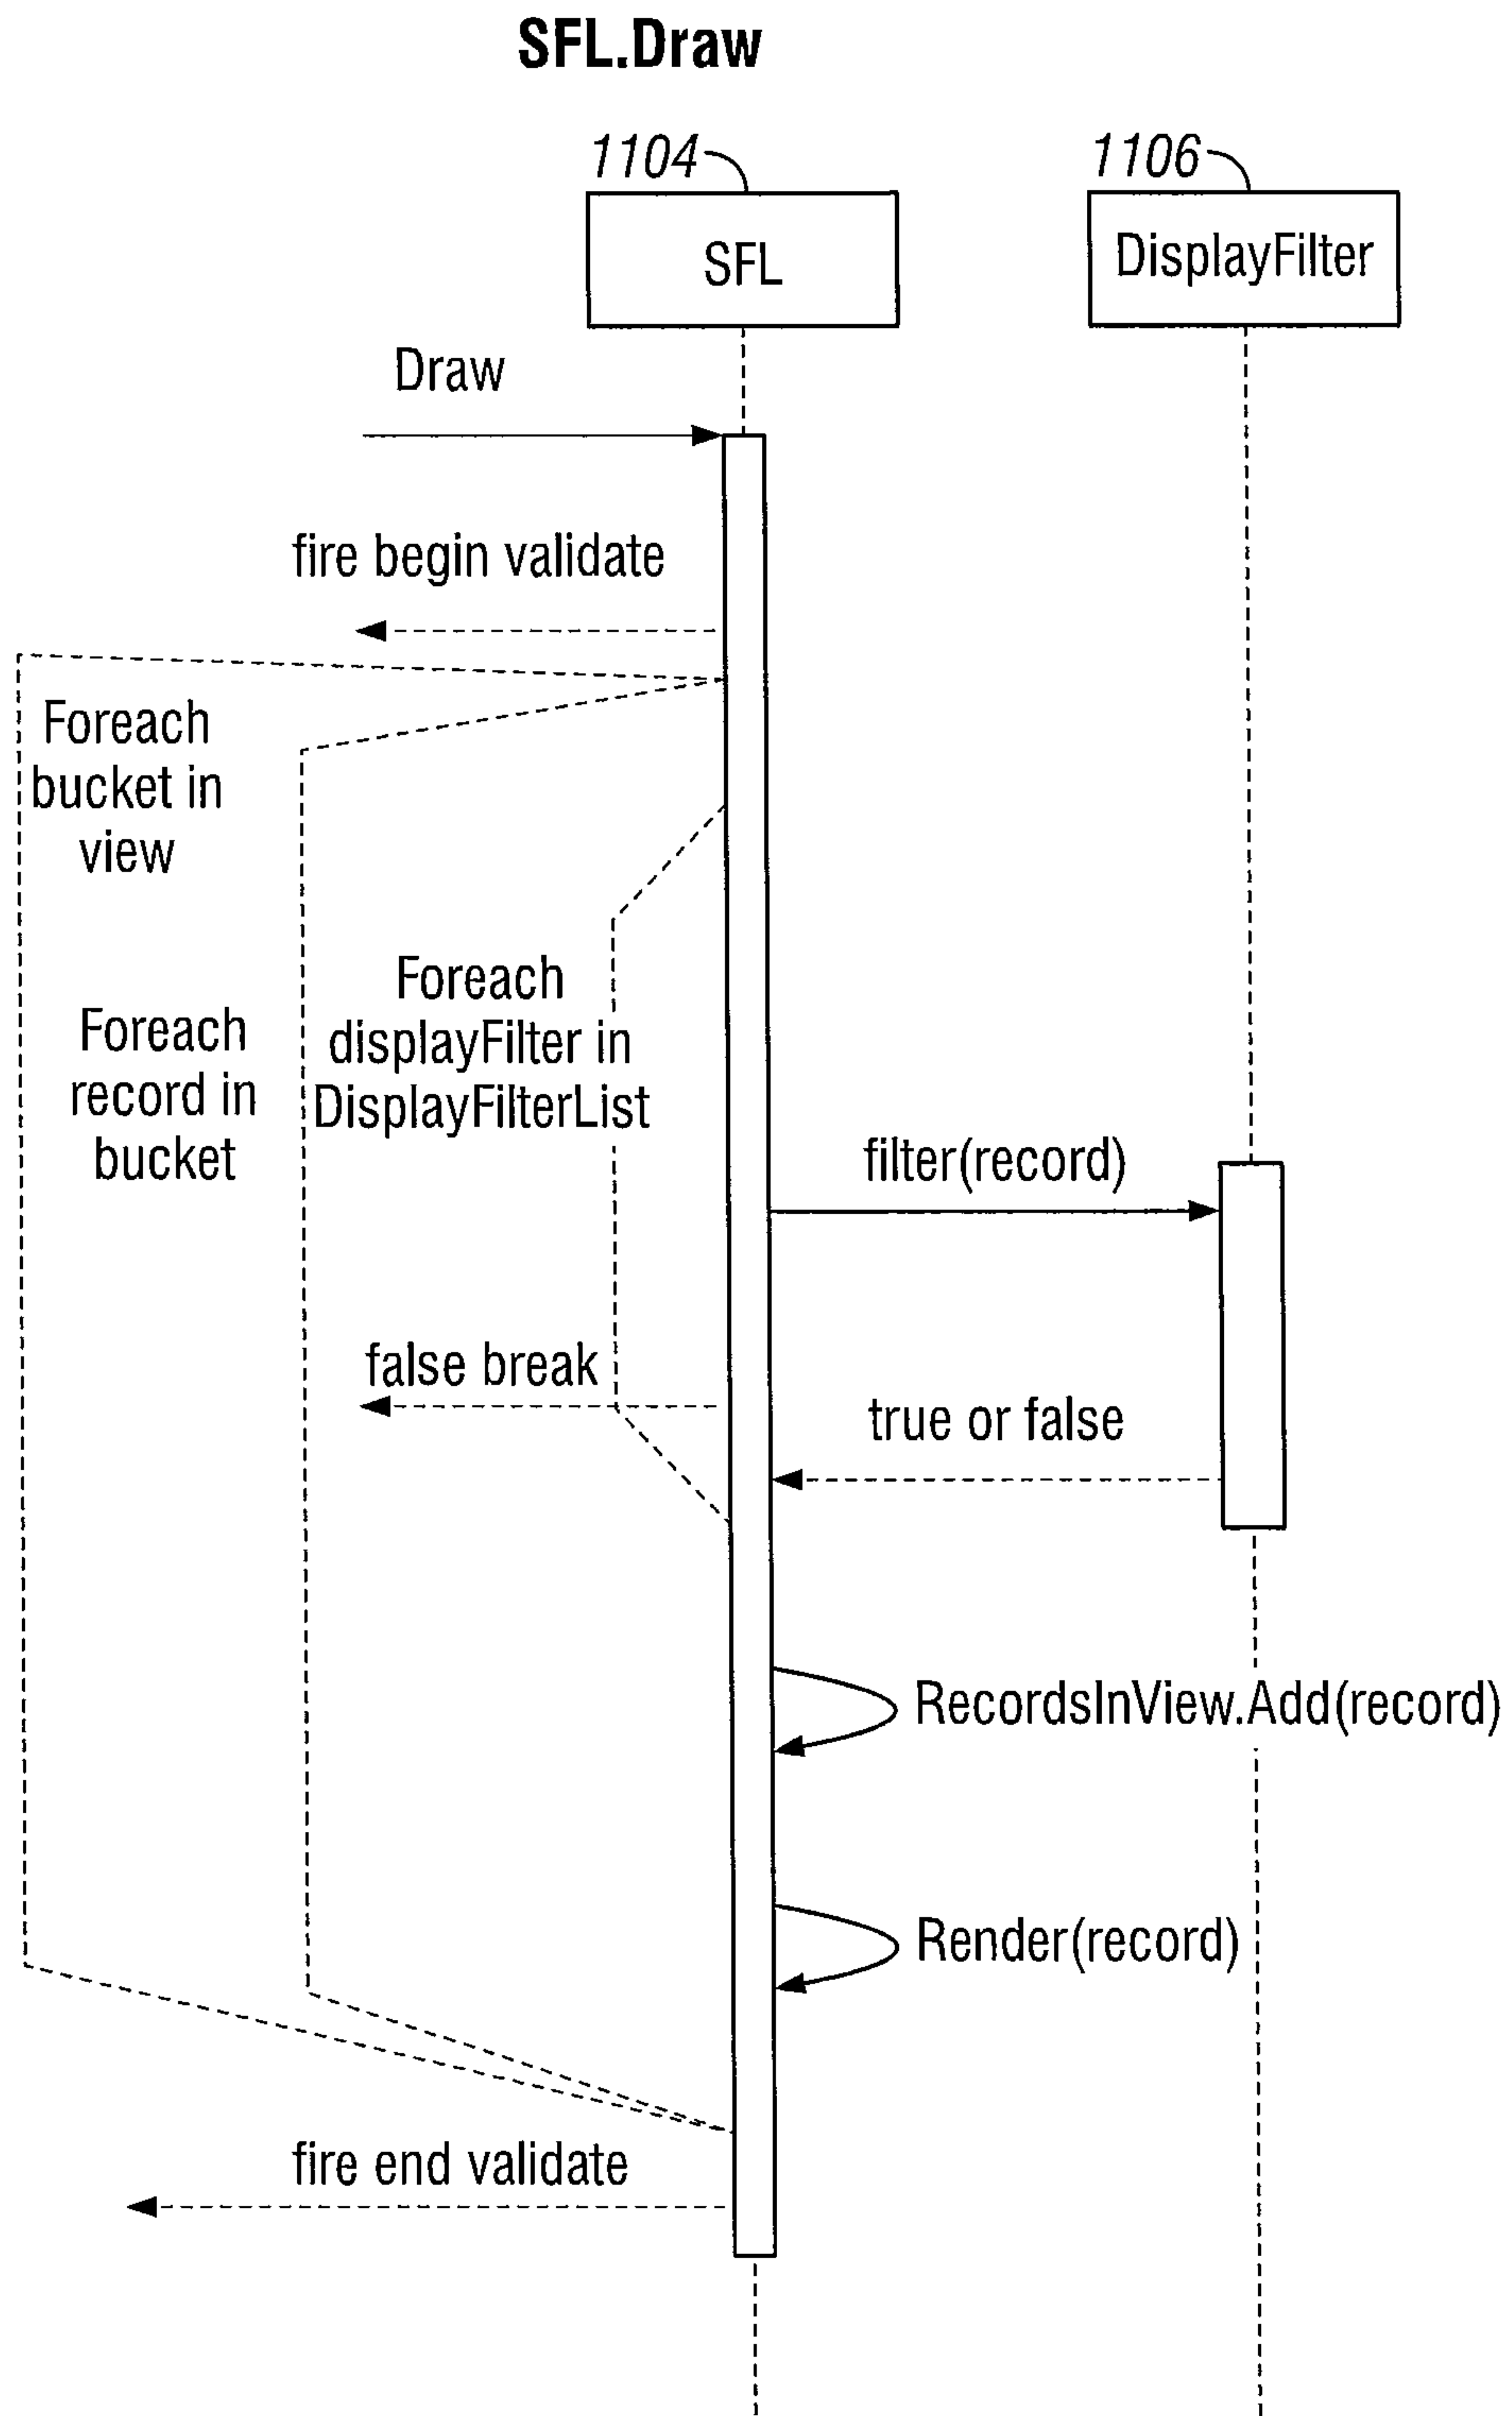 SFL.Draw
1104
1106
SFL
DisplayFilter
Draw
fire begin validate
Foreach
bucket in
view
Foreach
displayFilter in
DisplayFilterList
Foreach
record in
bucket
filter(record)
false break
true or false
RecordsInView.Add(record)
Render(record)
fire end validate